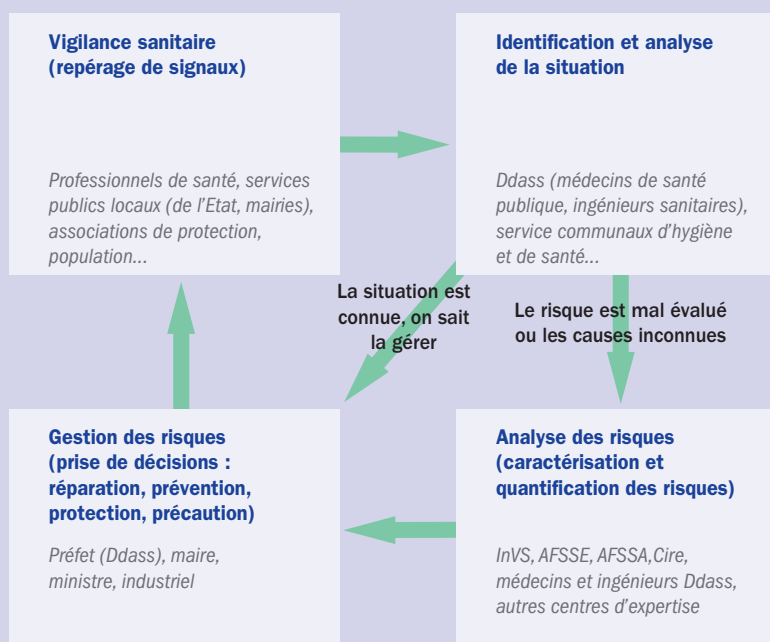 Vigilance sanitaire
(repérage de signaux)
Professionnels de santé, services
publics locaux (de l'Etat, mairies),
associations de protection,
population...
Identification et analyse
de la situation
Ddass (médecins de santé
publique, ingénieurs sanitaires),
service communaux d'hygiène
et de santé...
La situation est
connue, on sait
la gérer
Le risque est mal évalué
ou les causes inconnues
Gestion des risques
(prise de décisions :
réparation, prévention,
protection, précaution)
Préfet (Ddass), maire,
ministre, industriel
Analyse des risques
(caractérisation et
quantification des risques)
InVS, AFSSE, AFSSA,Cire,
médecins et ingénieurs Ddass,
autres centres d'expertise